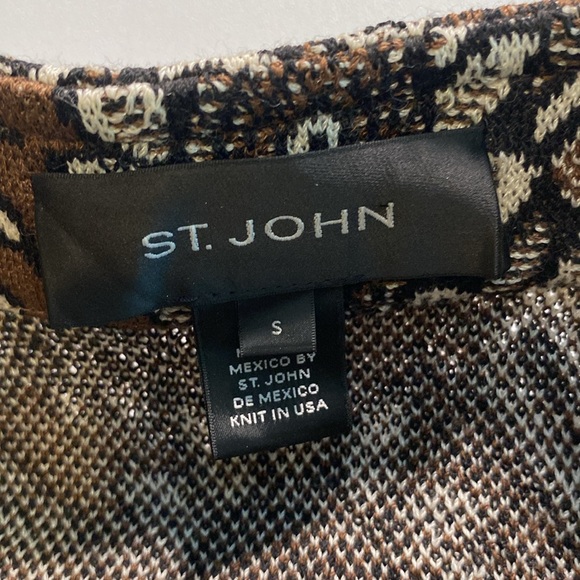 ST. JOHN
S
MEXICO BY
ST. JOHN
DE MEXICO
KNIT IN USA